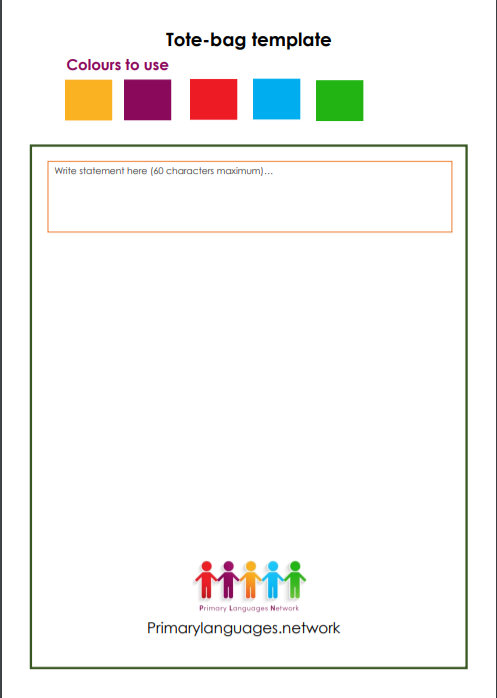 Tote-bag template
Colours to use
Write statement here (60 characters maximum)...
Primary Languages Network
Primarylanguages.network